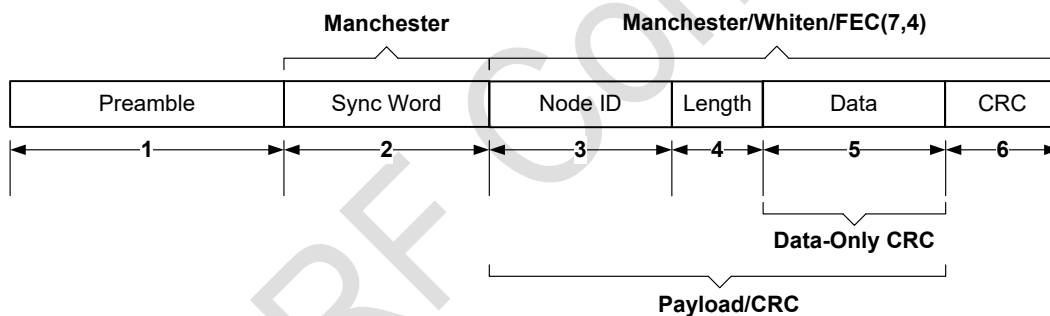 Manchester
Manchester/Whiten/FEC(7,4)
Preamble
Sync Word
Node ID
Length
Data
CRC
1
2
3
4
5
6
Data-Only CRC
Payload/CRC